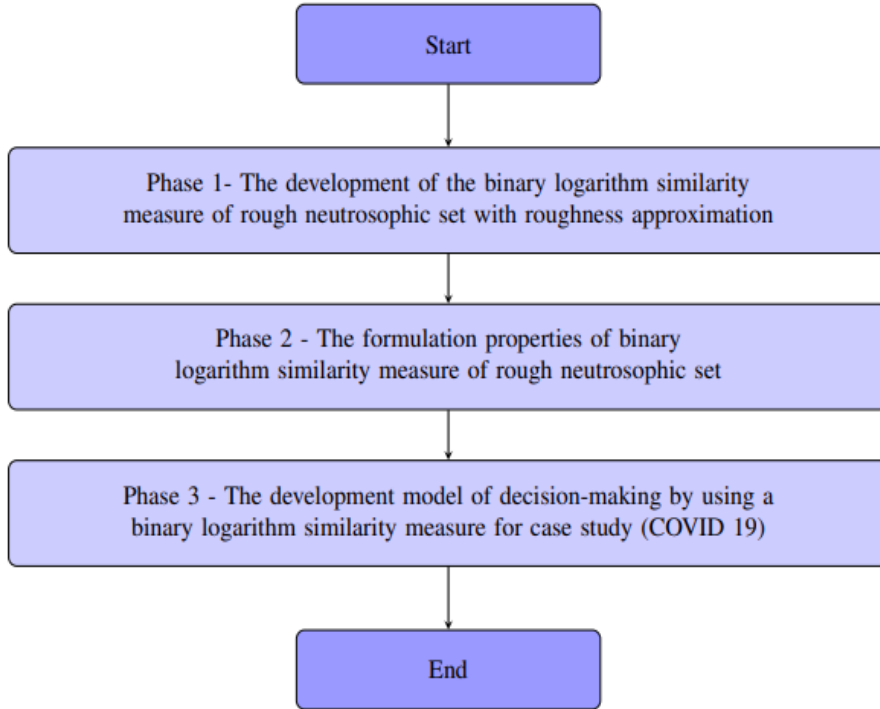 Start
Phase 1- The development of the binary logarithm similarity
measure of rough neutrosophic set with roughness approximation
Phase 2 - The formulation properties of binary
logarithm similarity measure of rough neutrosophic set
Phase 3 - The development model of decision-making by using a
binary logarithm similarity measure for case study (COVID 19)
End